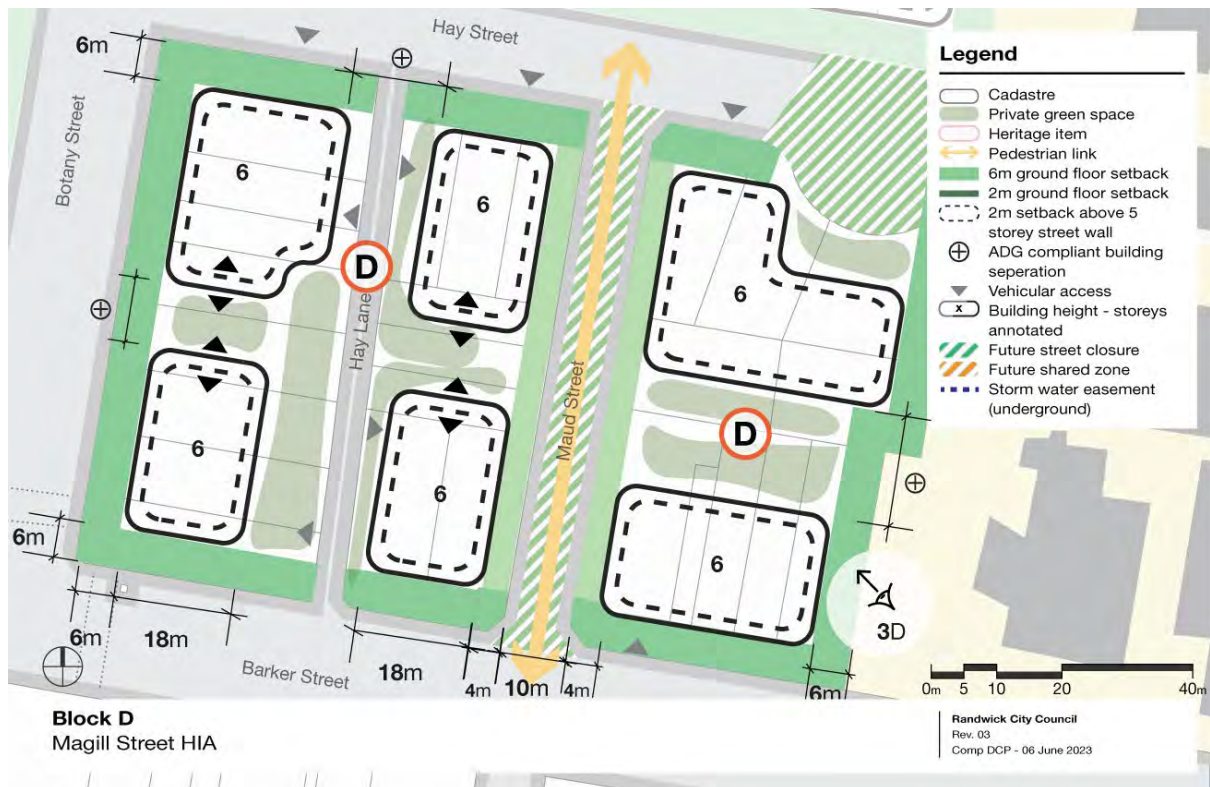 Hay Street
6m
Botany Street
6
6
6
D
Hay Lane
Maud Street
D
6
6
6
6m
6m
18m
Barker Street
18m
4m
10m
4m
6m
3D
Legend
Cadastre
Private green space
Heritage item
Pedestrian link
6m ground floor setback
2m ground floor setback
2m setback above 5
storey street wall
ADG compliant building
seperation
Vehicular access
x
Building height - storeys
annotated
Future street closure
Future shared zone
Storm water easement
(underground)
0m 5 10 20 40m
Block D
Magill Street HIA
Randwick City Council
Rev. 03
Comp DCP - 06 June 2023